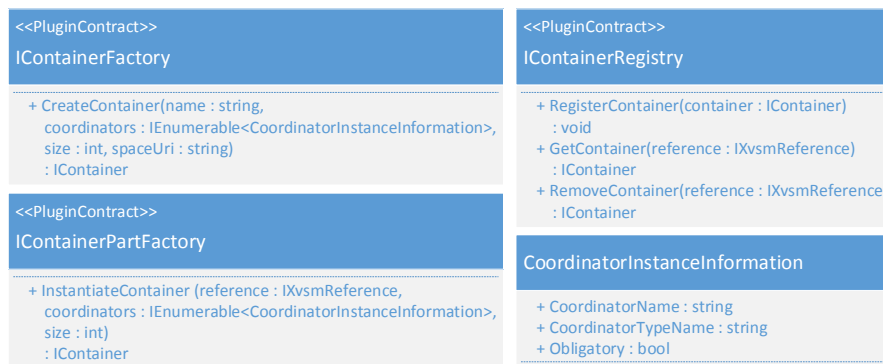 <<PluginContract>>
IContainerFactory
+ CreateContainer(name : string,
coordinators : IEnumerable<CoordinatorInstanceInformation>,
size : int, spaceUri : string)
: IContainer
<<PluginContract>>
IContainerPartFactory
+ InstantiateContainer (reference : IXvsmReference,
coordinators : IEnumerable<CoordinatorInstanceInformation>,
size : int)
: IContainer
<<PluginContract>>
IContainerRegistry
+ RegisterContainer(container : IContainer)
: void
+ GetContainer(reference : IXvsmReference)
: IContainer
+ RemoveContainer(reference : IXvsmReference
: IContainer
CoordinatorInstanceInformation
+ CoordinatorName : string
+ CoordinatorTypeName : string
+ Obligatory : bool